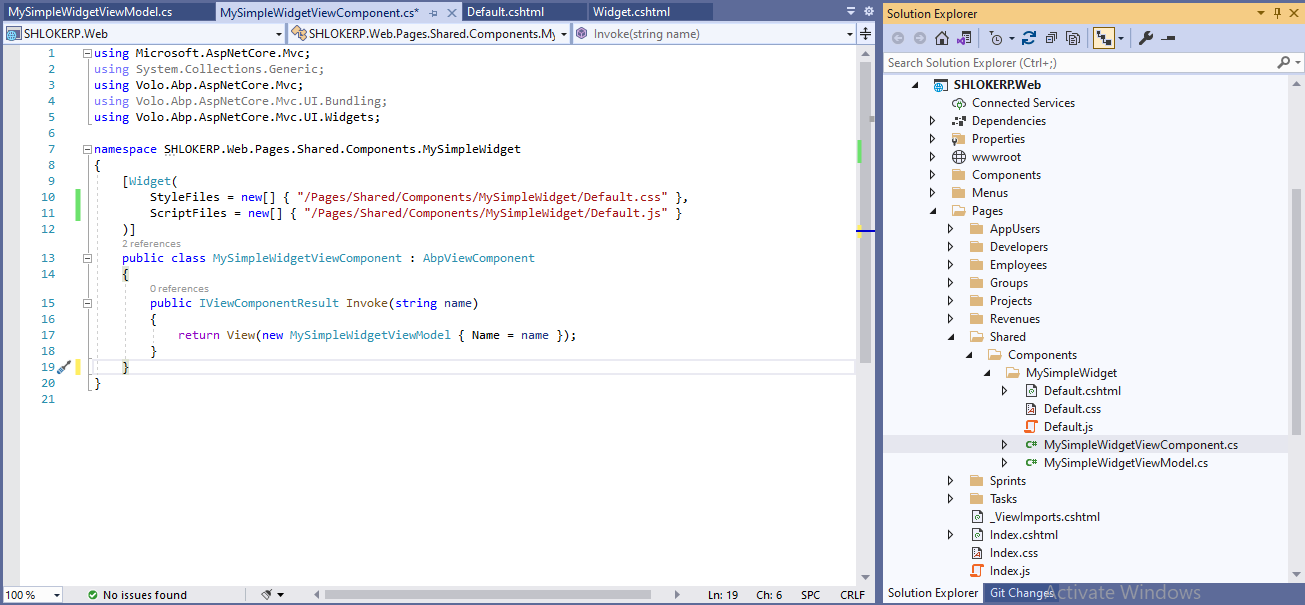 MySimpleWidgetViewModel.cs
MySimpleWidgetViewComponent.cs*
Default.cshtml
Widget.cshtml
SHLOKERP.Web
SHLOKERP.Web.Pages.Shared.Components.My
Invoke(string name)
1 using Microsoft.AspNetCore.Mvc;
2 using System.Collections.Generic;
3 using Volo.Abp.AspNetCore.Mvc;
4 using Volo.Abp.AspNetCore.Mvc.UI.Bundling;
5 using Volo.Abp.AspNetCore.Mvc.UI.Widgets;
6
7 namespace SHLOKERP.Web.Pages.Shared.Components.MySimpleWidget
8 {
9 [Widget(
10 StyleFiles = new[] { "/Pages/Shared/Components/MySimpleWidget/Default.css" },
11 ScriptFiles = new[] { "/Pages/Shared/Components/MySimpleWidget/Default.js" }
12 )]
2 references
13 public class MySimpleWidgetViewComponent : AbpViewComponent
14 {
0 references
15 public IViewComponentResult Invoke(string name)
16 {
17 return View(new MySimpleWidgetViewModel { Name = name });
18 }
19 }
20 }
21
100 %
No issues found
Ln: 19
Ch: 6
SPC
CRLF
Solution Explorer
Search Solution Explorer (Ctrl+;)
SHLOKERP.Web
Connected Services
Dependencies
Properties
wwwroot
Components
Menus
Pages
AppUsers
Developers
Employees
Groups
Projects
Revenues
Shared
Components
MySimpleWidget
Default.cshtml
Default.css
Default.js
C# MySimpleWidgetViewComponent.cs
C# MySimpleWidgetViewModel.cs
Sprints
Tasks
_ViewImports.cshtml
Index.cshtml
Index.css
Index.js
Solution Explorer
Git Changes
Activate Windows